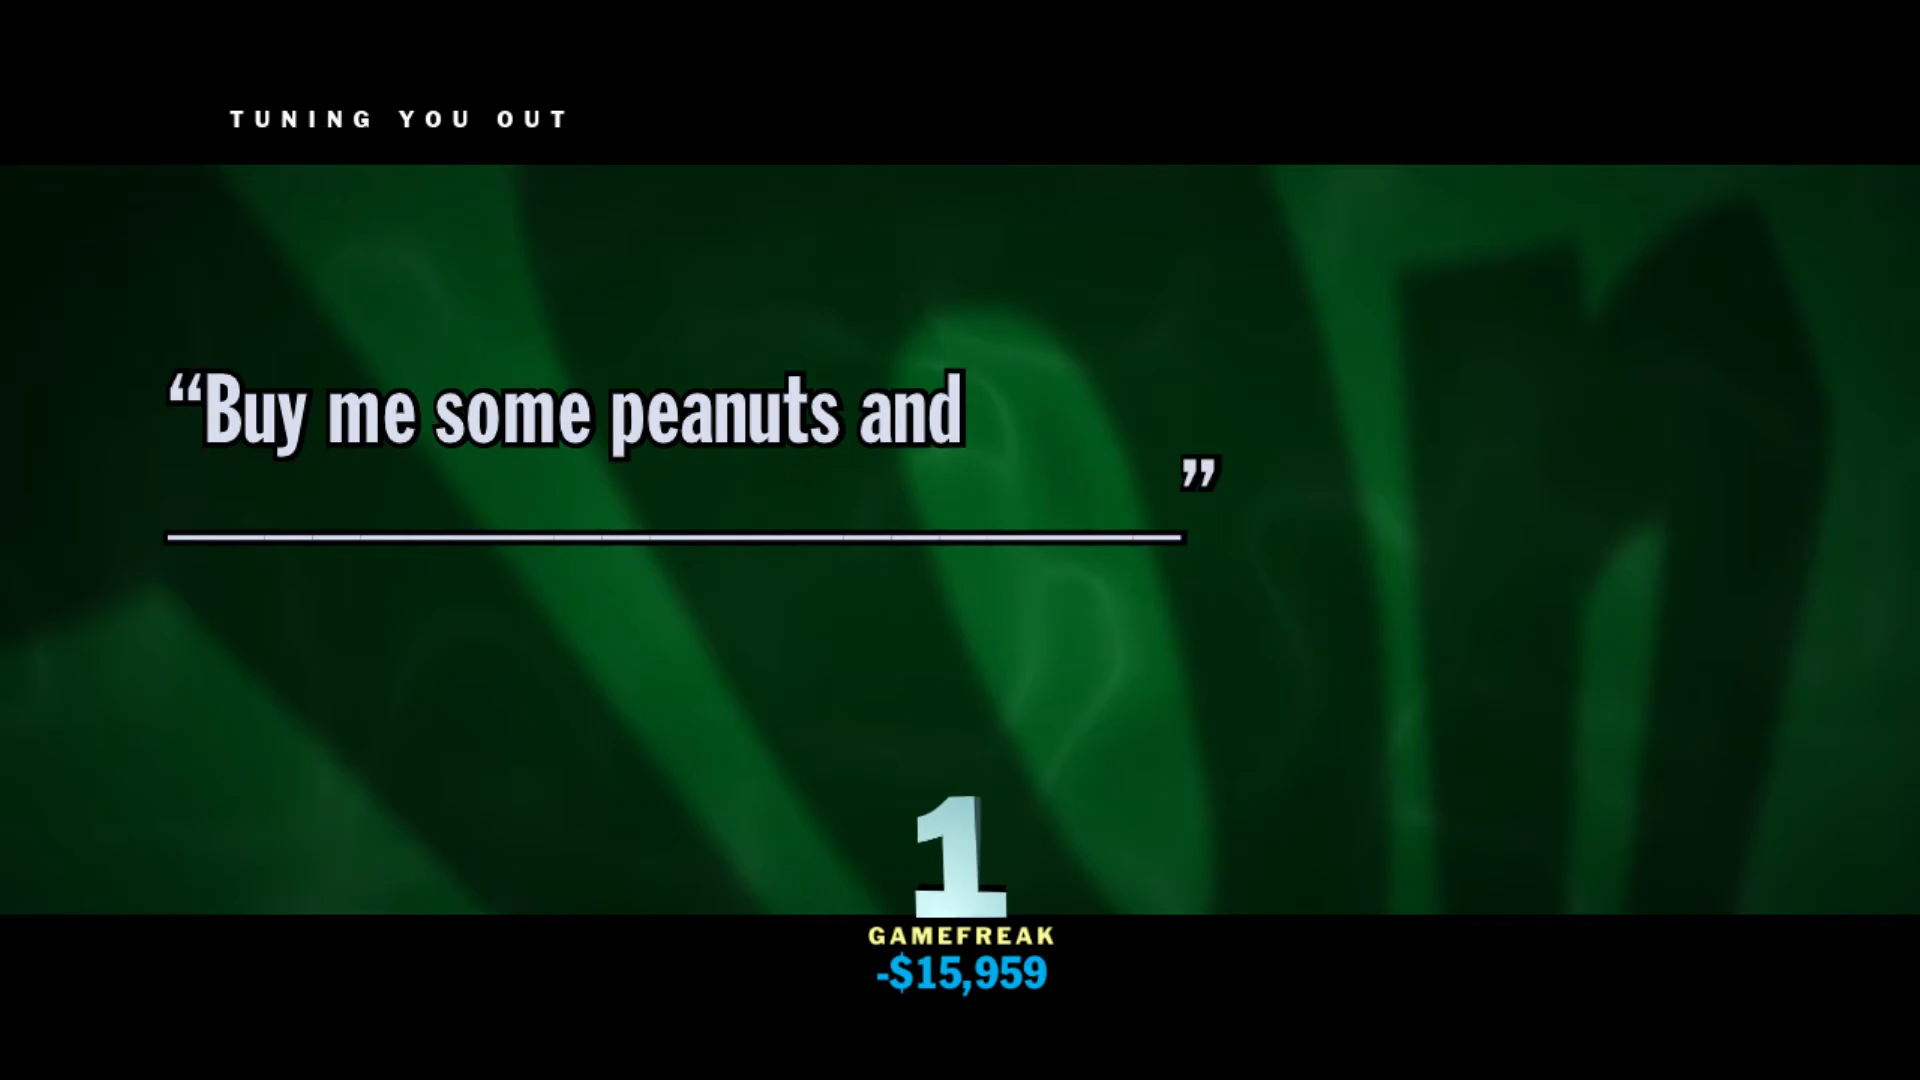 TUNING YOU OUT
“Buy me some peanuts and
”
1
GAMEFREAK
-$15,959